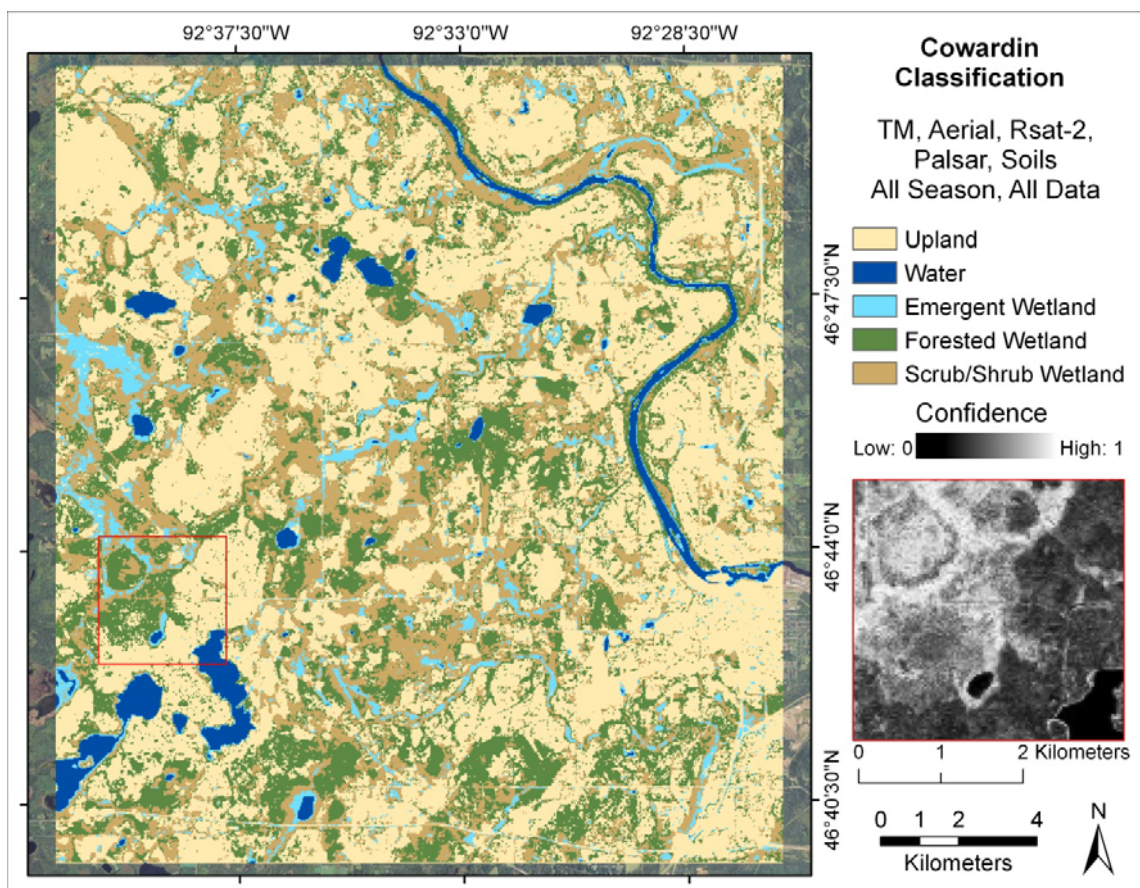 92°37'30"W
92°33'0"W
92°28'30"W
Cowardin
Classification
TM, Aerial, Rsat-2,
Palsar, Soils
All Season, All Data
Upland
Water
Emergent Wetland
Forested Wetland
Scrub/Shrub Wetland
Confidence
Low: 0
High: 1
46°47'30"N
46°44'0"N
46°40'30"N
0 1 2 Kilometers
0 1 2 4
Kilometers
N